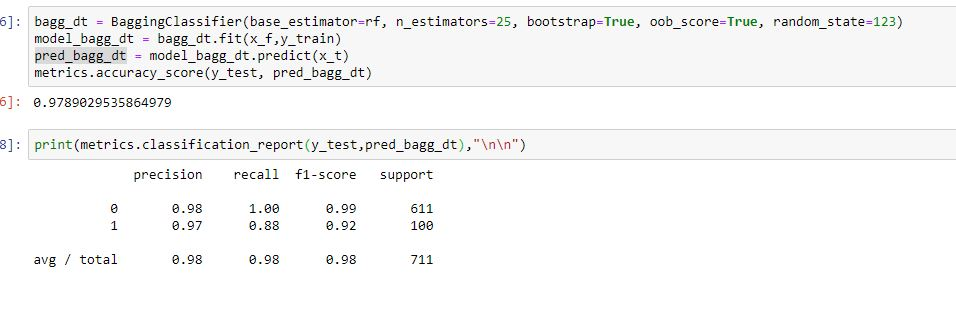 6]: bagg_dt = BaggingClassifier(base_estimator=rf, n_estimators=25, bootstrap=True, oob_score=True, random_state=123)
model_bagg_dt = bagg_dt.fit(x_f,y_train)
pred_bagg_dt = model_bagg_dt.predict(x_t)
metrics.accuracy_score(y_test, pred_bagg_dt)
6]: 0.9789029535864979
8]: print(metrics.classification_report(y_test,pred_bagg_dt),"\n\n")
precision recall f1-score support
0 0.98 1.00 0.99 611
1 0.97 0.88 0.92 100
avg / total 0.98 0.98 0.98 711